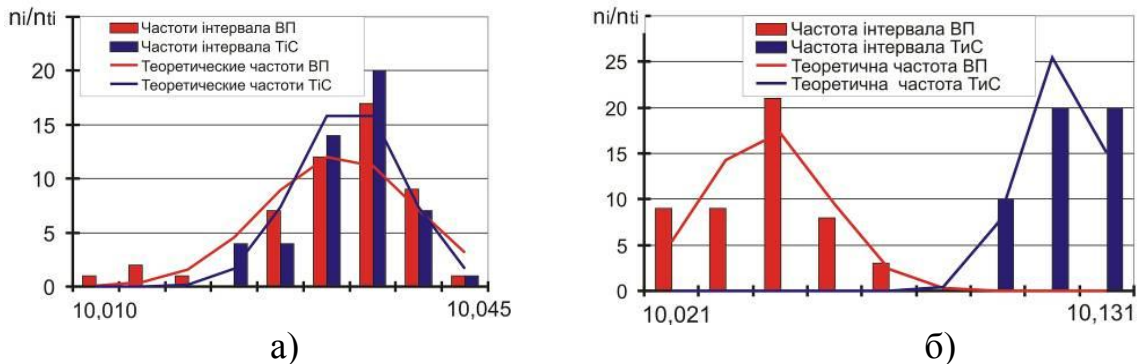 nᵢ/nₜᵢ
Частоти інтервала ВП
Частоти інтервала ТіС
Теоретические частоти ВП
Теоретические частоти ТіС
20
15
10
5
0
10,010
10,045
а)
nᵢ/nₜᵢ
Частота інтервала ВП
Частота інтервала ТиС
Теоретична частота ВП
Теоретична частота ТиС
25
20
15
10
5
0
10,021
10,131
б)